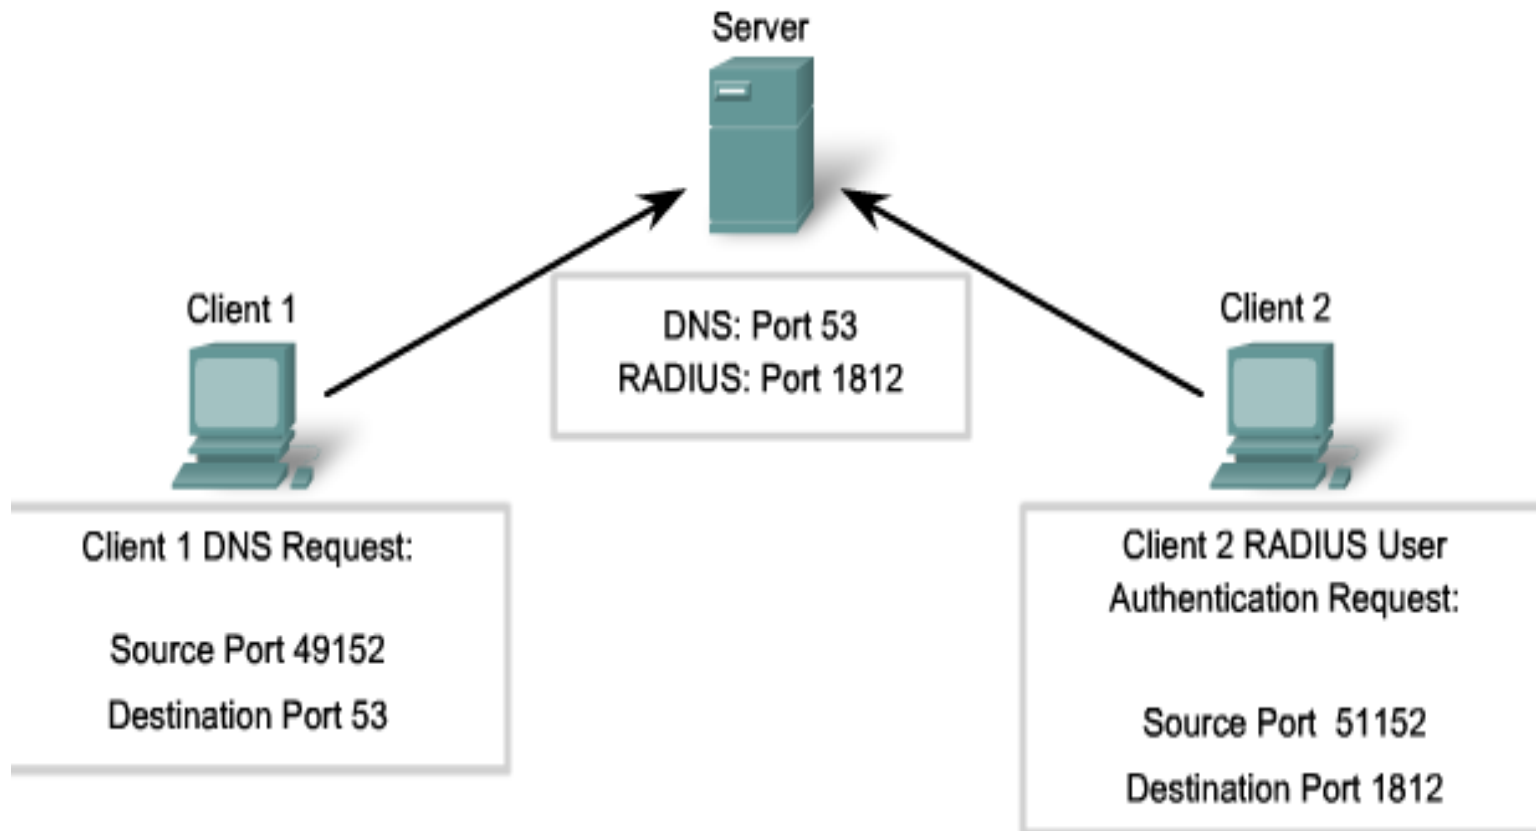 Server
Client 1
DNS: Port 53
RADIUS: Port 1812
Client 2
Client 1 DNS Request:
Source Port 49152
Destination Port 53
Client 2 RADIUS User
Authentication Request:
Source Port 51152
Destination Port 1812